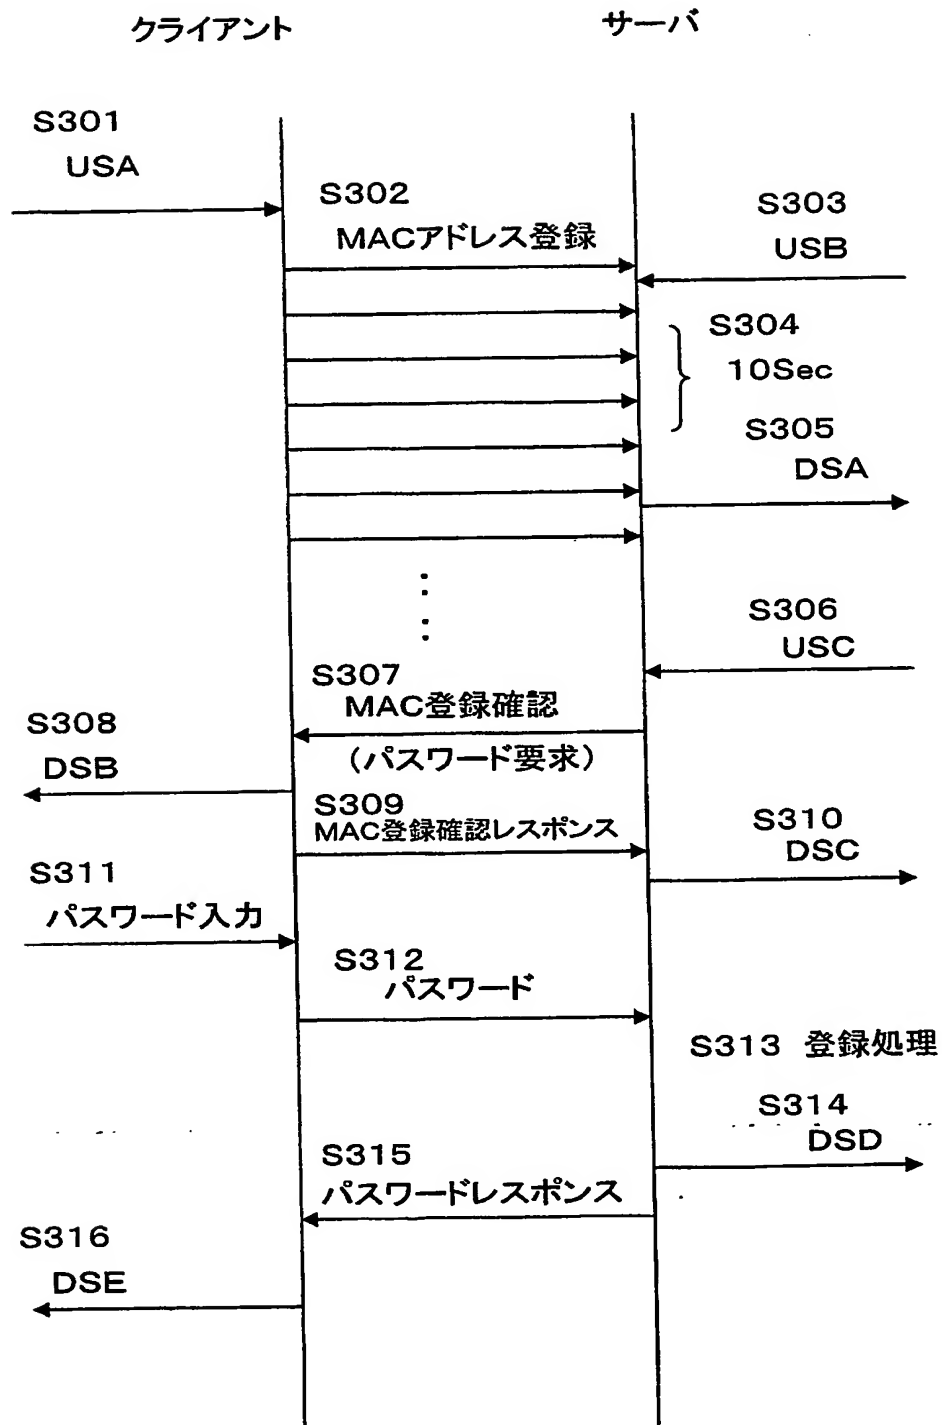 クライアント
サーバ
S301
USA
S302
MACアドレス登録
S303
USB
S304
10Sec
S305
DSA
S306
USC
S307
MAC登録確認
(パスワード要求)
S308
DSB
S309
MAC登録確認レスポンス
S310
DSC
S311
パスワード入力
S312
パスワード
S313 登録処理
S314
DSD
S315
パスワードレスポンス
S316
DSE